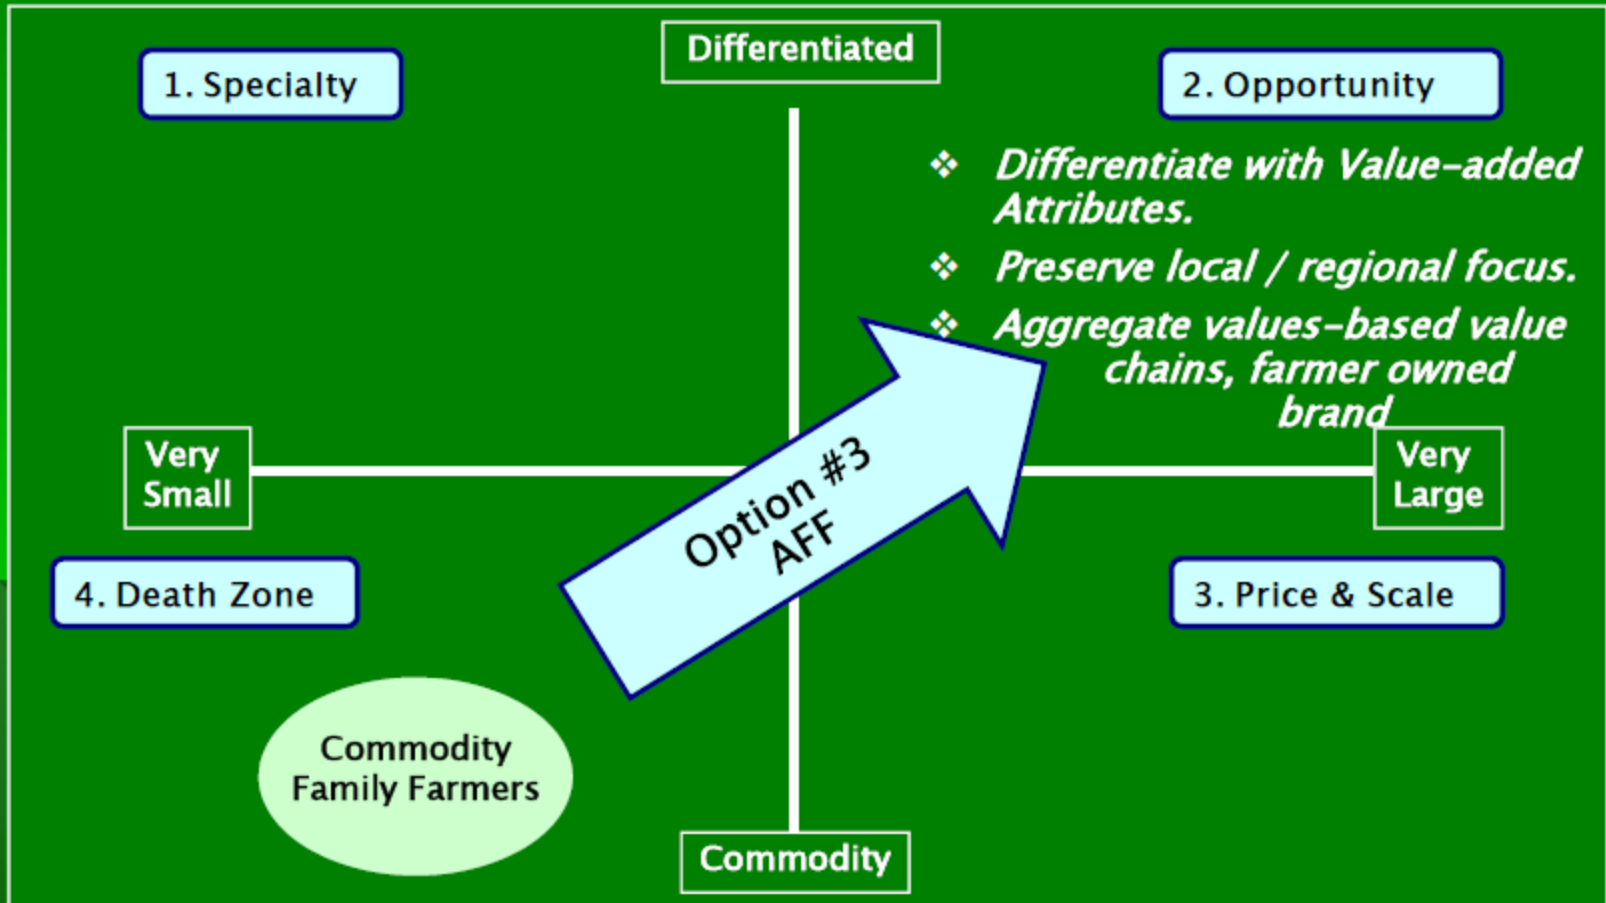 Differentiated
1. Specialty
2. Opportunity
❖ Differentiate with Value-added
Attributes.
❖ Preserve local / regional focus.
❖ Aggregate values-based value
chains, farmer owned
brand
Very
Small
Very
Large
Option #3
AFF
4. Death Zone
3. Price & Scale
Commodity
Family Farmers
Commodity